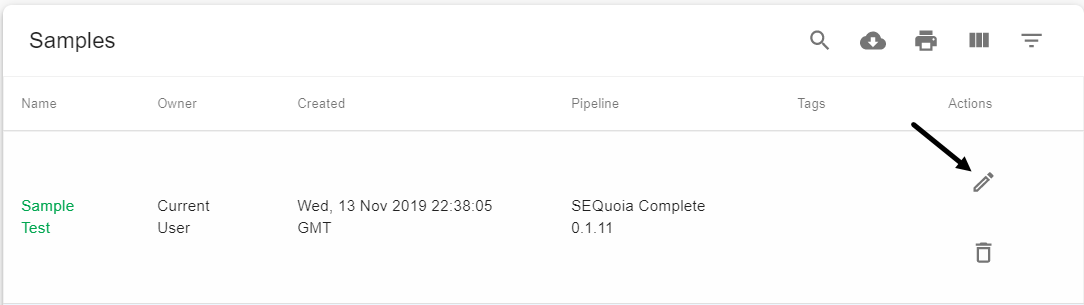 Samples
Name Owner Created Pipeline Tags Actions
Sample Current Wed, 13 Nov 2019 22:38:05 SEQuoia Complete
Test User GMT 0.1.11